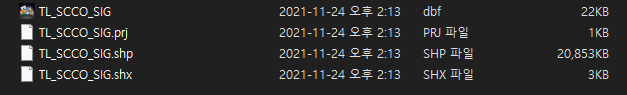 TL_SCCO_SIG 2021-11-24 오후 2:13 dbf 22KB
TL_SCCO_SIG.prj 2021-11-24 오후 2:13 PRJ 파일 1KB
TL_SCCO_SIG.shp 2021-11-24 오후 2:13 SHP 파일 20,853KB
TL_SCCO_SIG.shx 2021-11-24 오후 2:13 SHX 파일 3KB